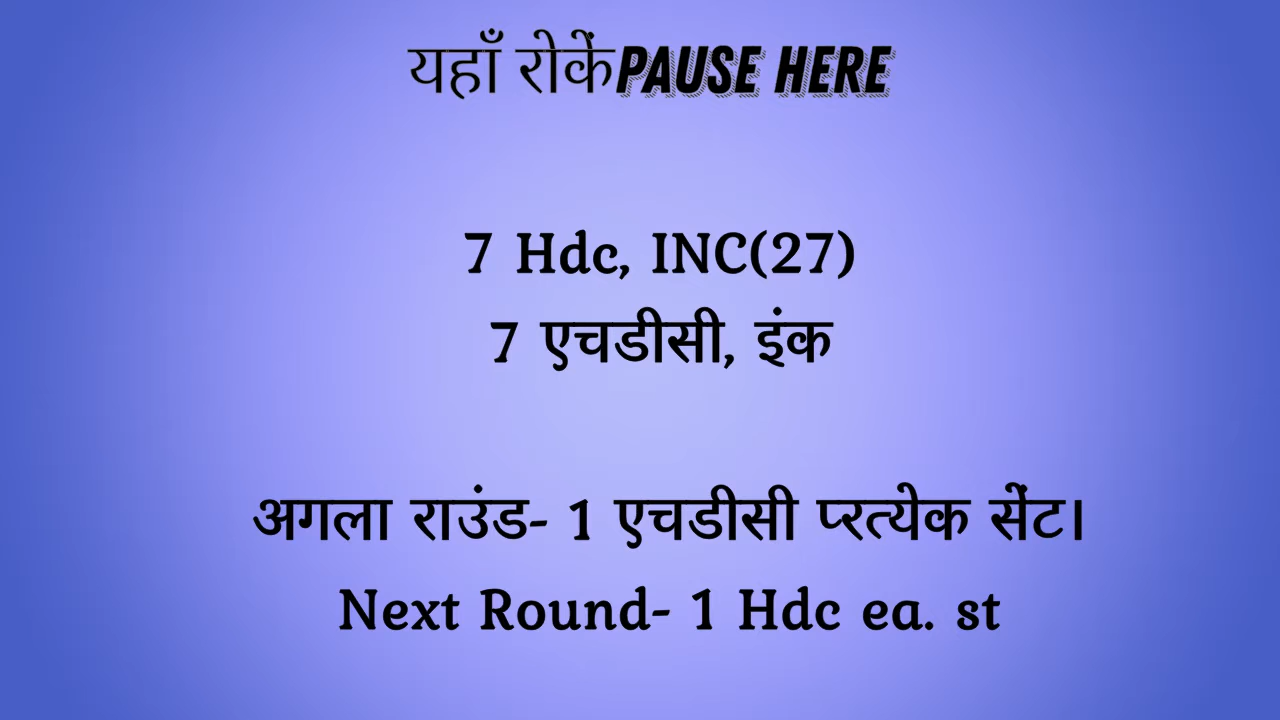 यहाँ रोकेंPAUSE HERE
7 Hdc, INC(27)
7 एचडीसी, इंक
अगला राउंड- 1 एचडीसी प्रत्येक सेंट।
Next Round- 1 Hdc ea. st